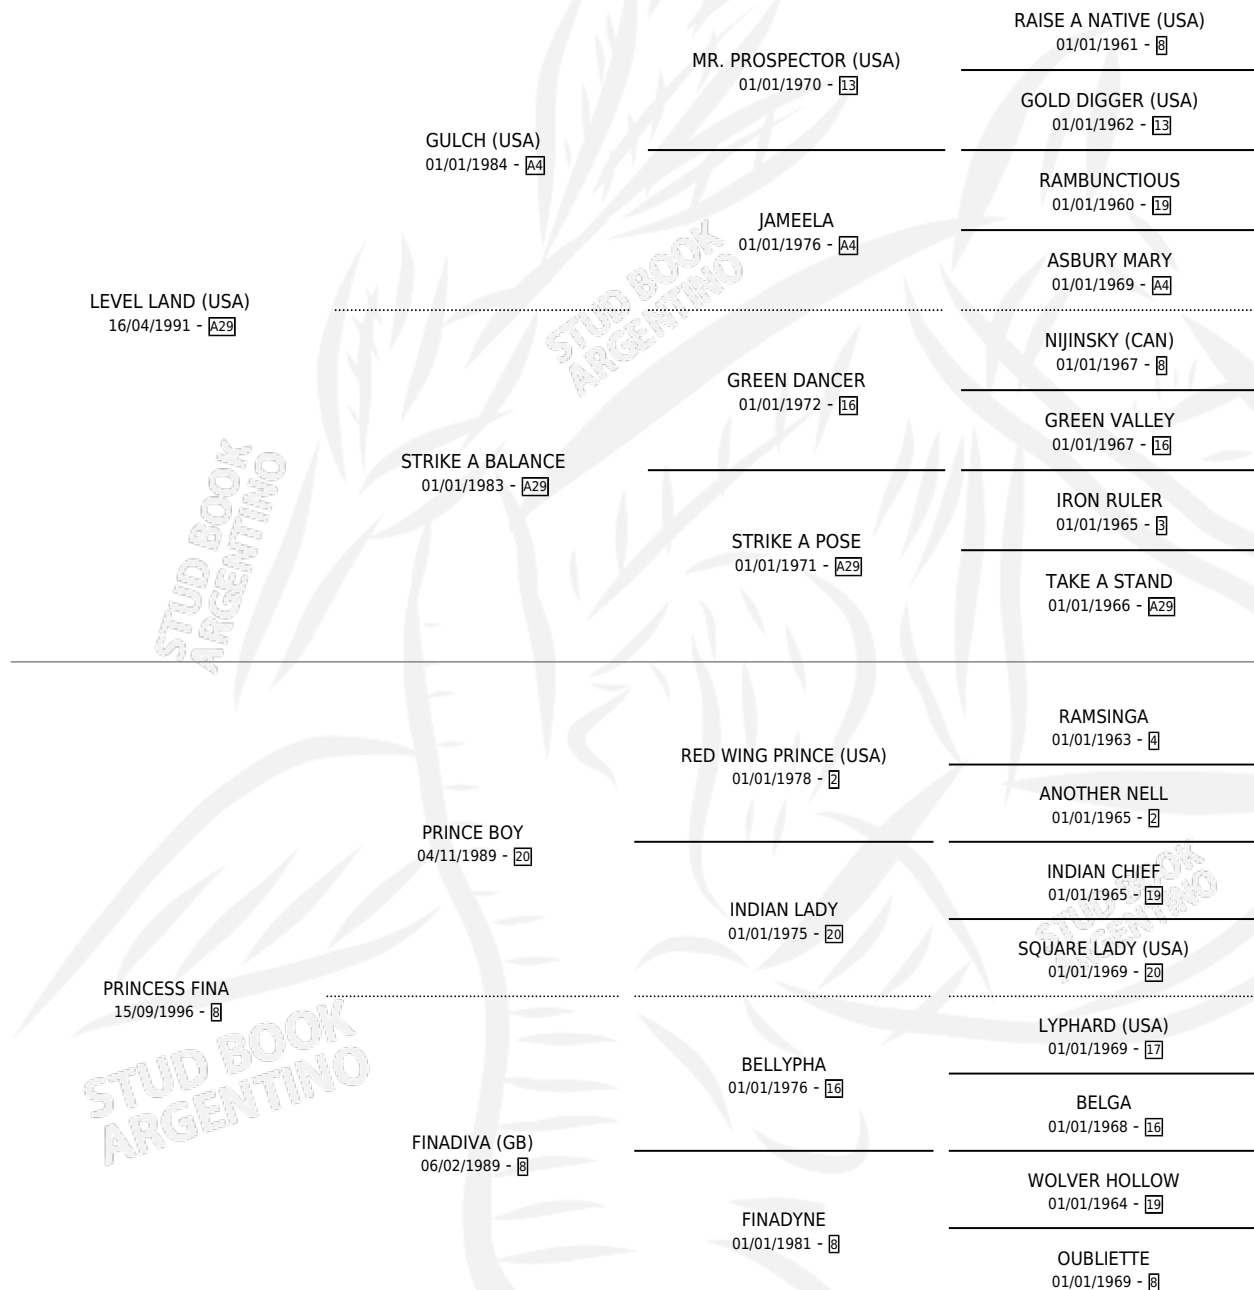 RAISE A NATIVE (USA)
01/01/1961 - 8
MR. PROSPECTOR (USA)
01/01/1970 - 13
GOLD DIGGER (USA)
01/01/1962 - 13
GULCH (USA)
01/01/1984 - A4
RAMBUNCTIOUS
01/01/1960 - 19
JAMEELA
01/01/1976 - A4
ASBURY MARY
01/01/1969 - A4
LEVEL LAND (USA)
16/04/1991 - A29
NIJINSKY (CAN)
01/01/1967 - 8
GREEN DANCER
01/01/1972 - 16
GREEN VALLEY
01/01/1967 - 16
STRIKE A BALANCE
01/01/1983 - A29
IRON RULER
01/01/1965 - 3
STRIKE A POSE
01/01/1971 - A29
TAKE A STAND
01/01/1966 - A29
RAMSINGA
01/01/1963 - 4
RED WING PRINCE (USA)
01/01/1978 - 2
ANOTHER NELL
01/01/1965 - 2
PRINCE BOY
04/11/1989 - 20
INDIAN CHIEF
01/01/1965 - 19
INDIAN LADY
01/01/1975 - 20
SQUARE LADY (USA)
01/01/1969 - 20
PRINCESS FINA
15/09/1996 - 8
LYPHARD (USA)
01/01/1969 - 17
BELLYPHA
01/01/1976 - 16
BELGA
01/01/1968 - 16
FINADIVA (GB)
06/02/1989 - 8
WOLVER HOLLOW
01/01/1964 - 19
FINADYNE
01/01/1981 - 8
OUBLIETTE
01/01/1969 - 8
STUD BOOK
ARGENTINO
STUD BOOK
ARGENTINO
STUD BOOK
ARGENTINO
STUD BOOK
ARGENTINO